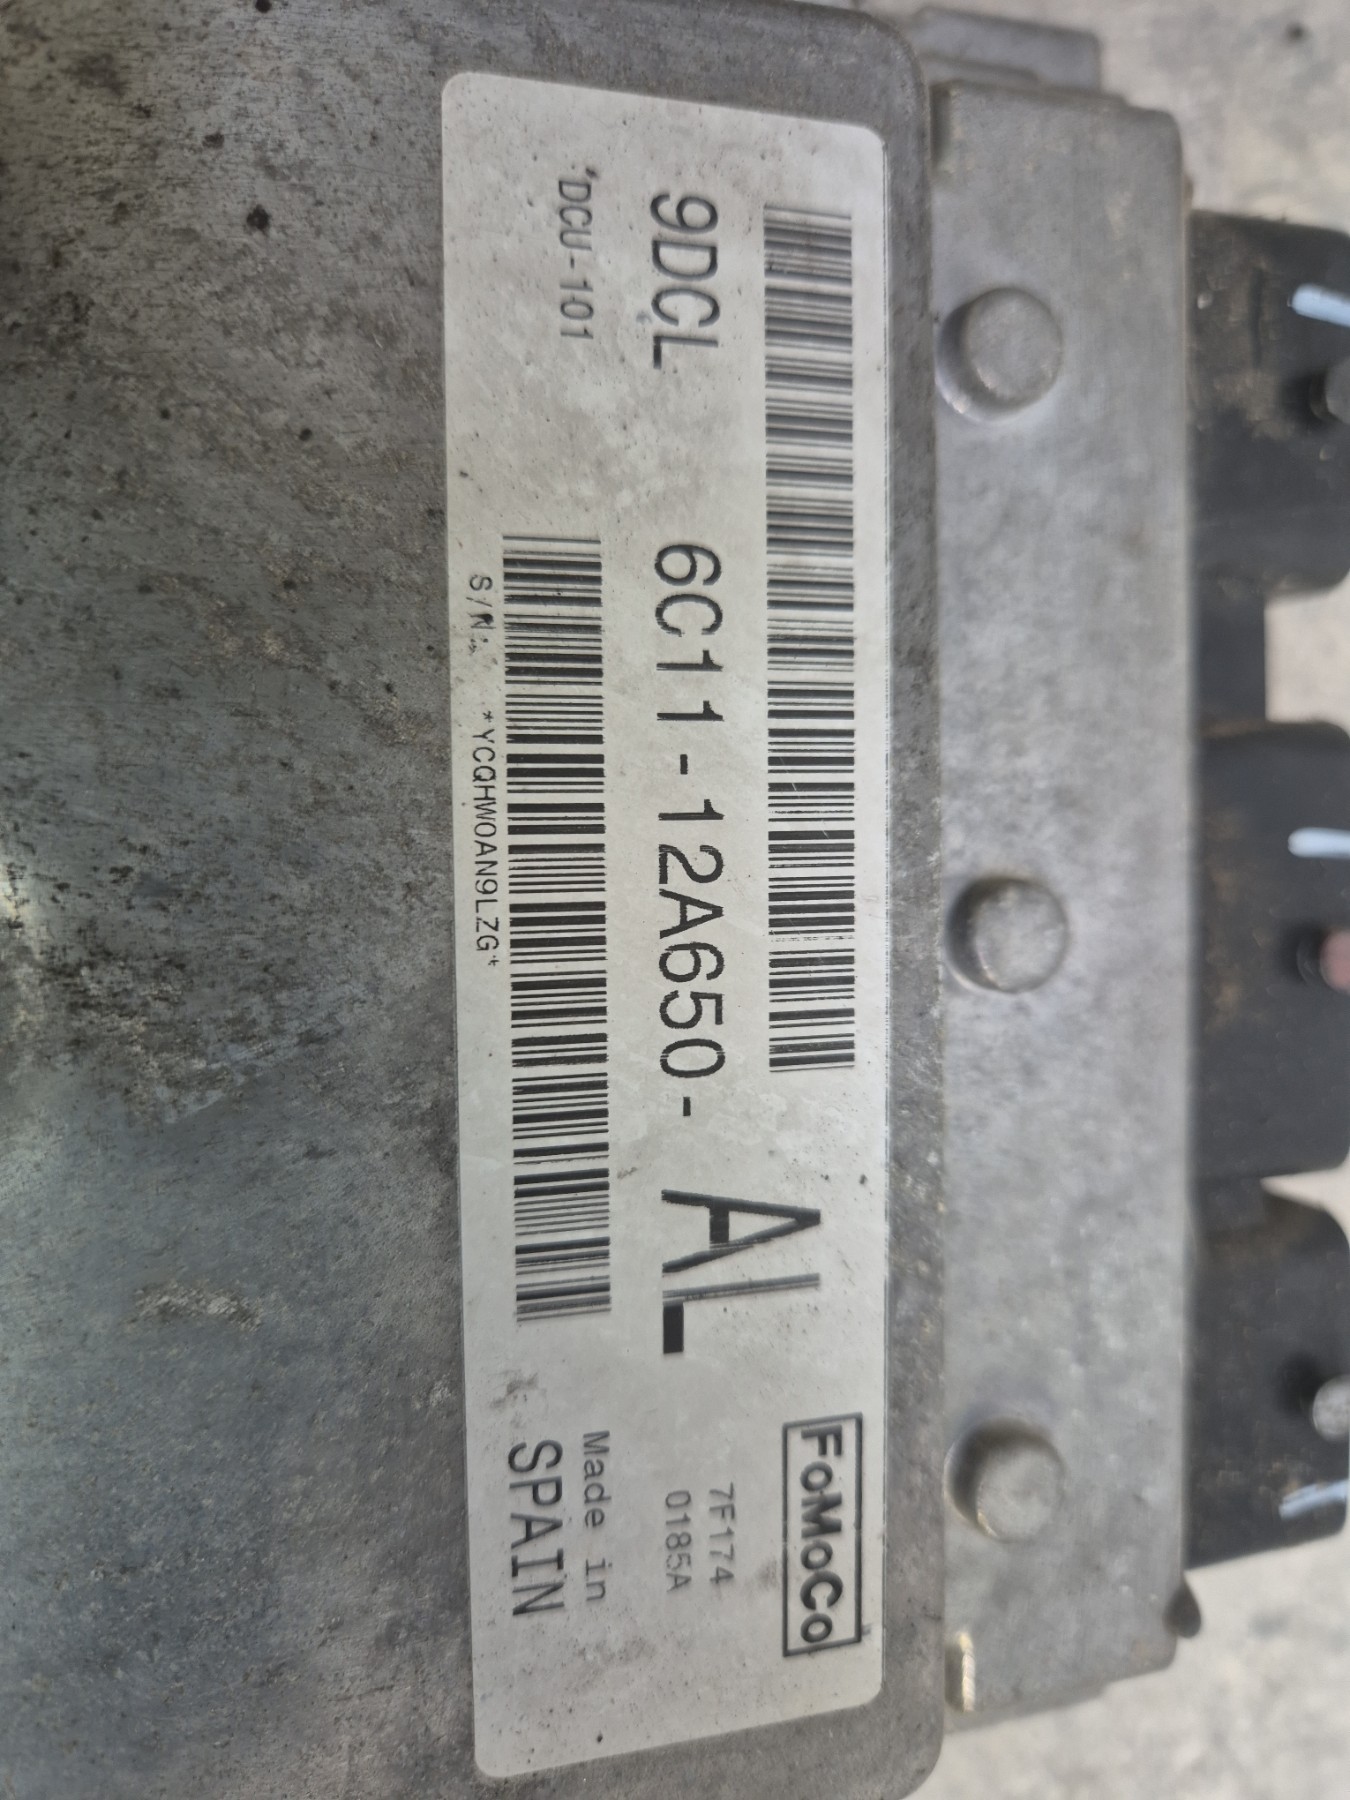 9DCL 6C11-12A650-AL
'DCU-101
S/N: *YCQHW0AN9LZG*
FoMoCo
7F174
0185A
Made in
SPAIN